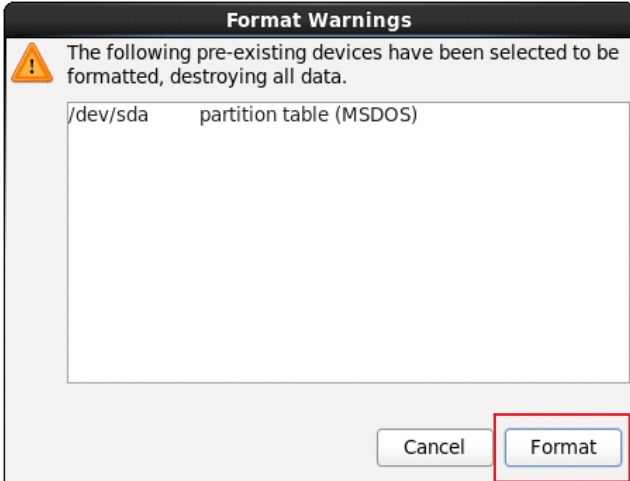 Format Warnings
The following pre-existing devices have been selected to be
formatted, destroying all data.
/dev/sda partition table (MSDOS)
Cancel Format